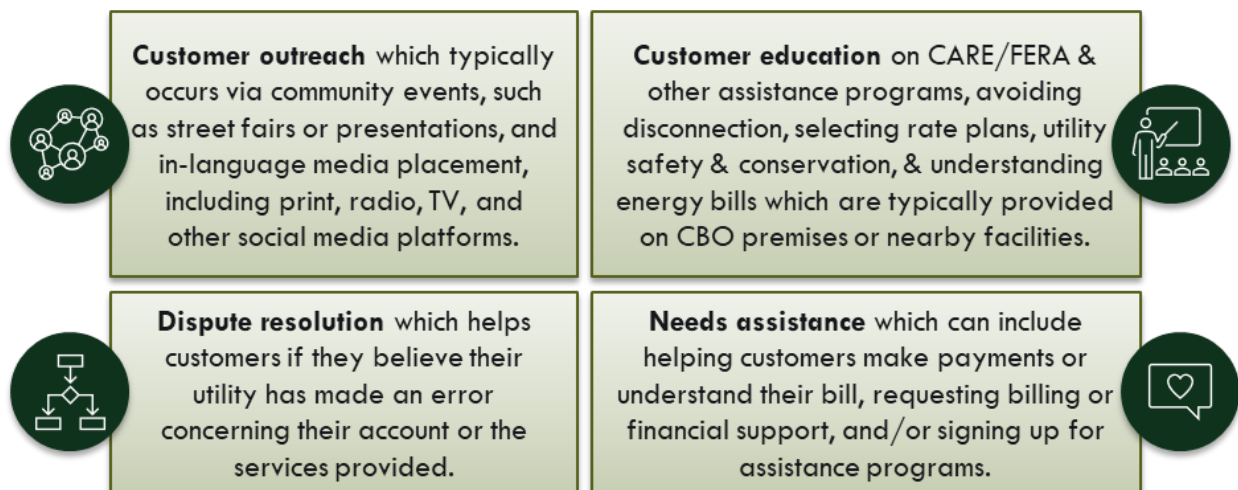 Customer outreach which typically
occurs via community events, such
as street fairs or presentations, and
in-language media placement,
including print, radio, TV, and
other social media platforms.
Customer education on CARE/FERA &
other assistance programs, avoiding
disconnection, selecting rate plans, utility
safety & conservation, & understanding
energy bills which are typically provided
on CBO premises or nearby facilities.
Dispute resolution which helps
customers if they believe their
utility has made an error
concerning their account or the
services provided.
Needs assistance which can include
helping customers make payments or
understand their bill, requesting billing or
financial support, and/or signing up for
assistance programs.